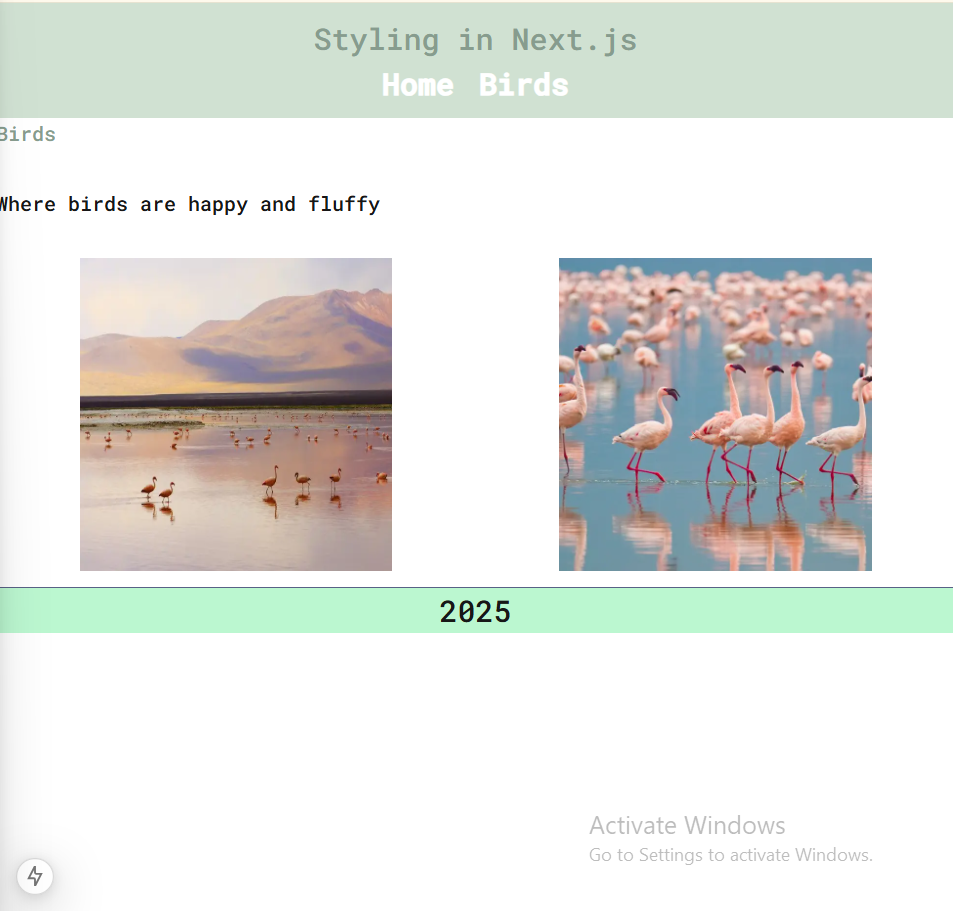 Styling in Next.js
Home Birds
Birds
Where birds are happy and fluffy
2025
Activate Windows
Go to Settings to activate Windows.